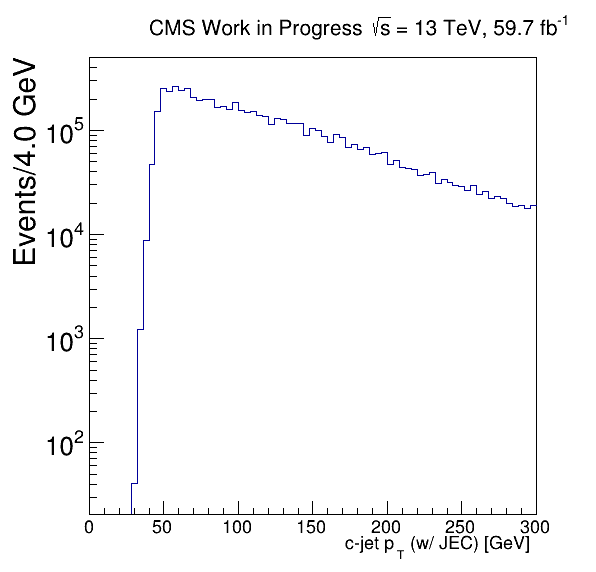 CMS Work in Progress √s = 13 TeV, 59.7 fb⁻¹
Events/4.0 GeV
10⁵
10⁴
10³
10²
0 50 100 150 200 250 300
c-jet p_T (w/ JEC) [GeV]